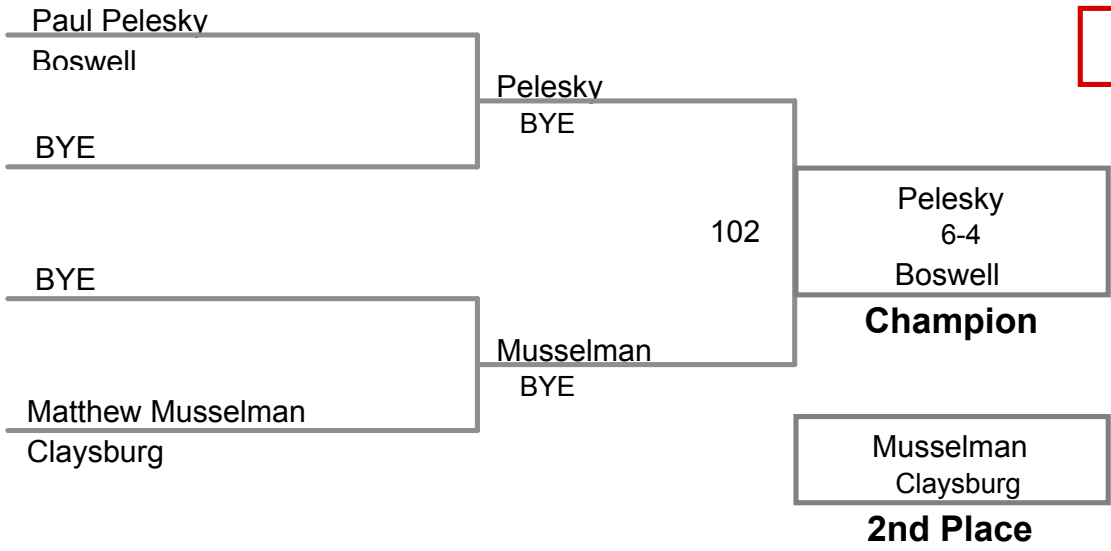 Paul Pelesky
Boswell
Pelesky
BYE
BYE
Pelesky
6-4
Boswell
Champion
102
BYE
Musselman
BYE
Matthew Musselman
Claysburg
Musselman
Claysburg
2nd Place